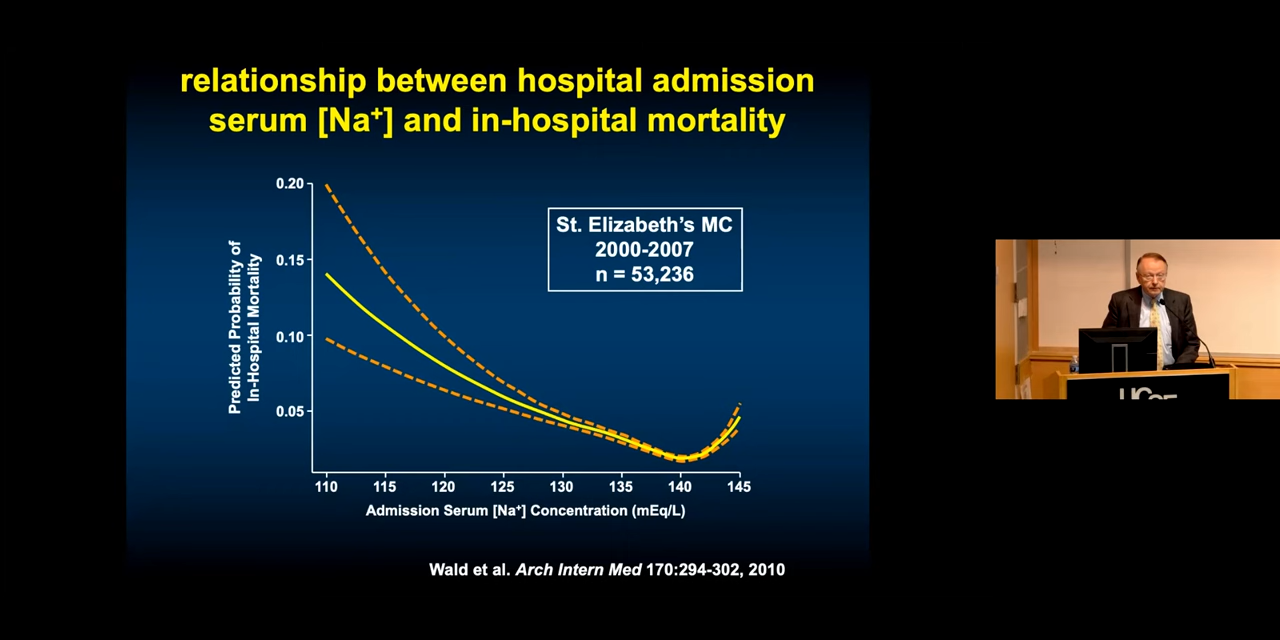 relationship between hospital admission
serum [Na⁺] and in-hospital mortality
0.20
0.15
0.10
0.05
Predicted Probability of
In-Hospital Mortality
St. Elizabeth's MC
2000-2007
n = 53,236
110 115 120 125 130 135 140 145
Admission Serum [Na⁺] Concentration (mEq/L)
Wald et al. Arch Intern Med 170:294-302, 2010